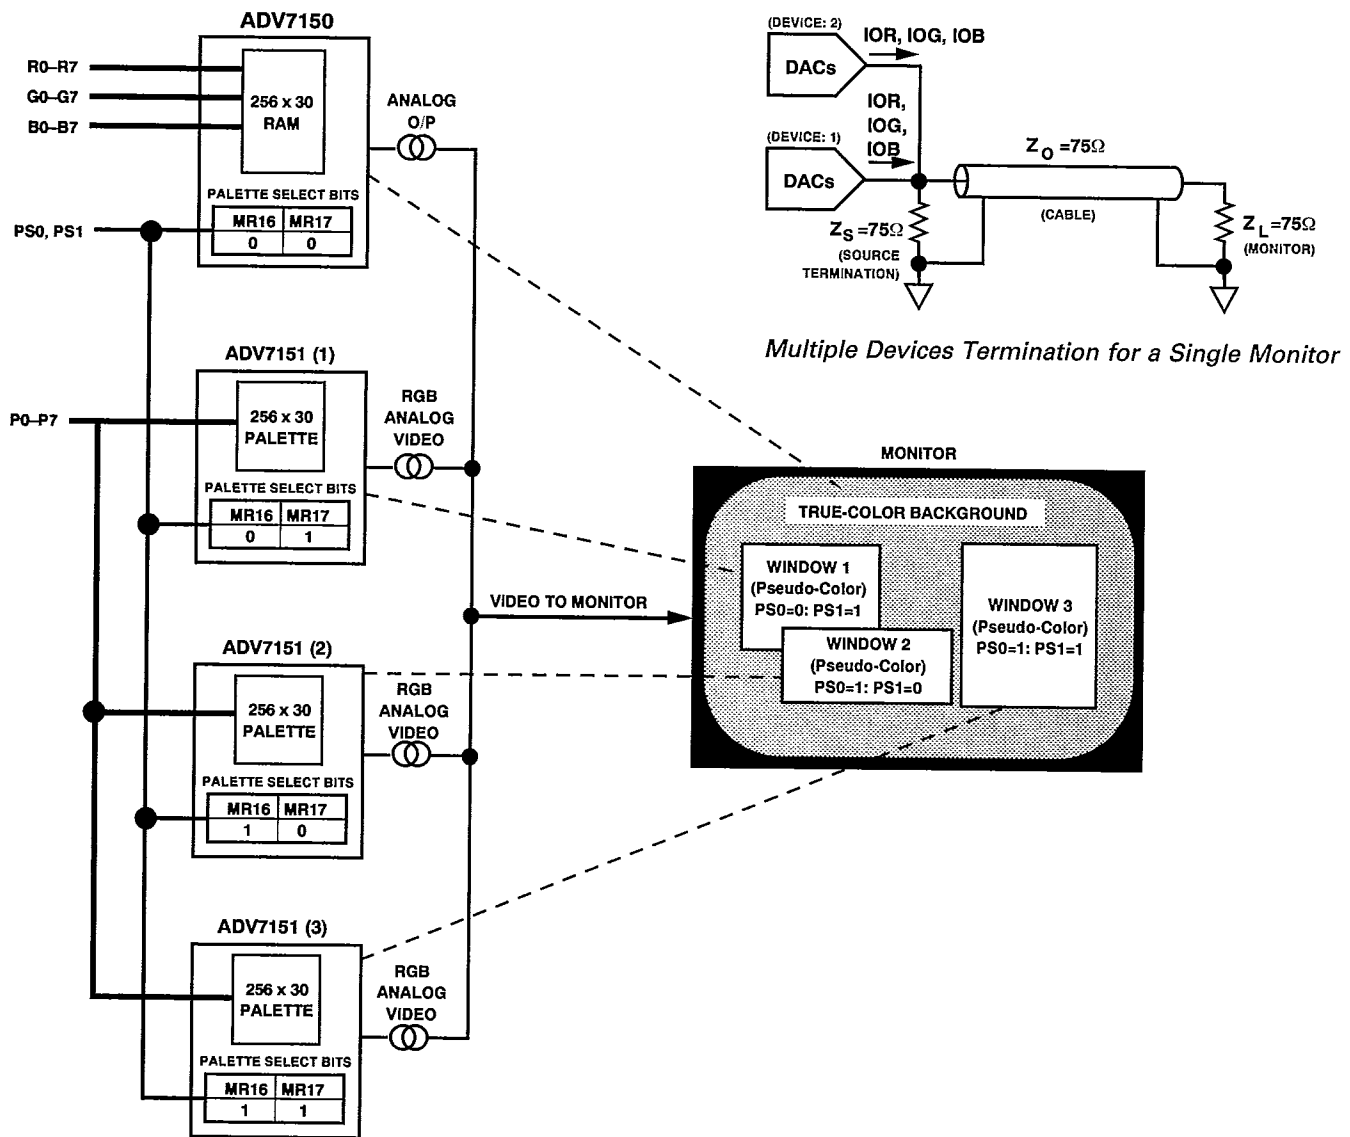 ADV7150
R0–R7
G0–G7
B0–B7
256 x 30
RAM
ANALOG
O/P
PALETTE SELECT BITS
MR16 MR17
0 0
PS0, PS1
ADV7151 (1)
P0–P7
256 x 30
PALETTE
RGB
ANALOG
VIDEO
PALETTE SELECT BITS
MR16 MR17
0 1
VIDEO TO MONITOR
ADV7151 (2)
256 x 30
PALETTE
RGB
ANALOG
VIDEO
PALETTE SELECT BITS
MR16 MR17
1 0
ADV7151 (3)
256 x 30
PALETTE
RGB
ANALOG
VIDEO
PALETTE SELECT BITS
MR16 MR17
1 1
(DEVICE: 2)
DACs
IOR, IOG, IOB
(DEVICE: 1)
DACs
IOR,
IOG,
IOB
ZO =75Ω
(CABLE)
ZS =75Ω
(SOURCE
TERMINATION)
ZL =75Ω
(MONITOR)
Multiple Devices Termination for a Single Monitor
MONITOR
TRUE-COLOR BACKGROUND
WINDOW 1
(Pseudo-Color)
PS0=0: PS1=1
WINDOW 2
(Pseudo-Color)
PS0=1: PS1=0
WINDOW 3
(Pseudo-Color)
PS0=1: PS1=1